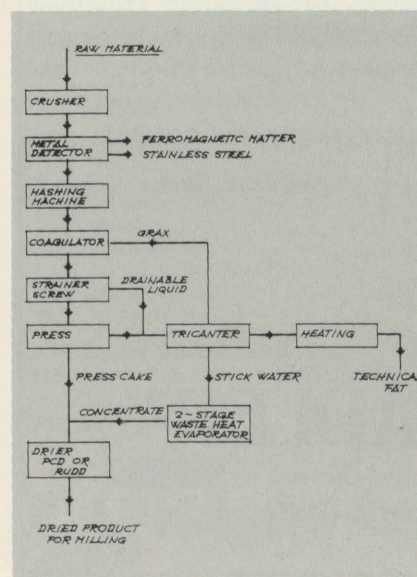 RAW MATERIAL
CRUSHER
METAL
DETECTOR
FERROMAGNETIC MATTER
STAINLESS STEEL
HASHING
MACHINE
COAGULATOR
GRAX
STRAINER
SCREW
DRAINABLE
LIQUID
PRESS
TRICANTER
HEATING
PRESS CAKE
STICK WATER
TECHNICAL
FAT
CONCENTRATE
2-STAGE
WASTE HEAT
EVAPORATOR
DRIER
PCD OR
RUDD
DRIED PRODUCT
FOR MILLING